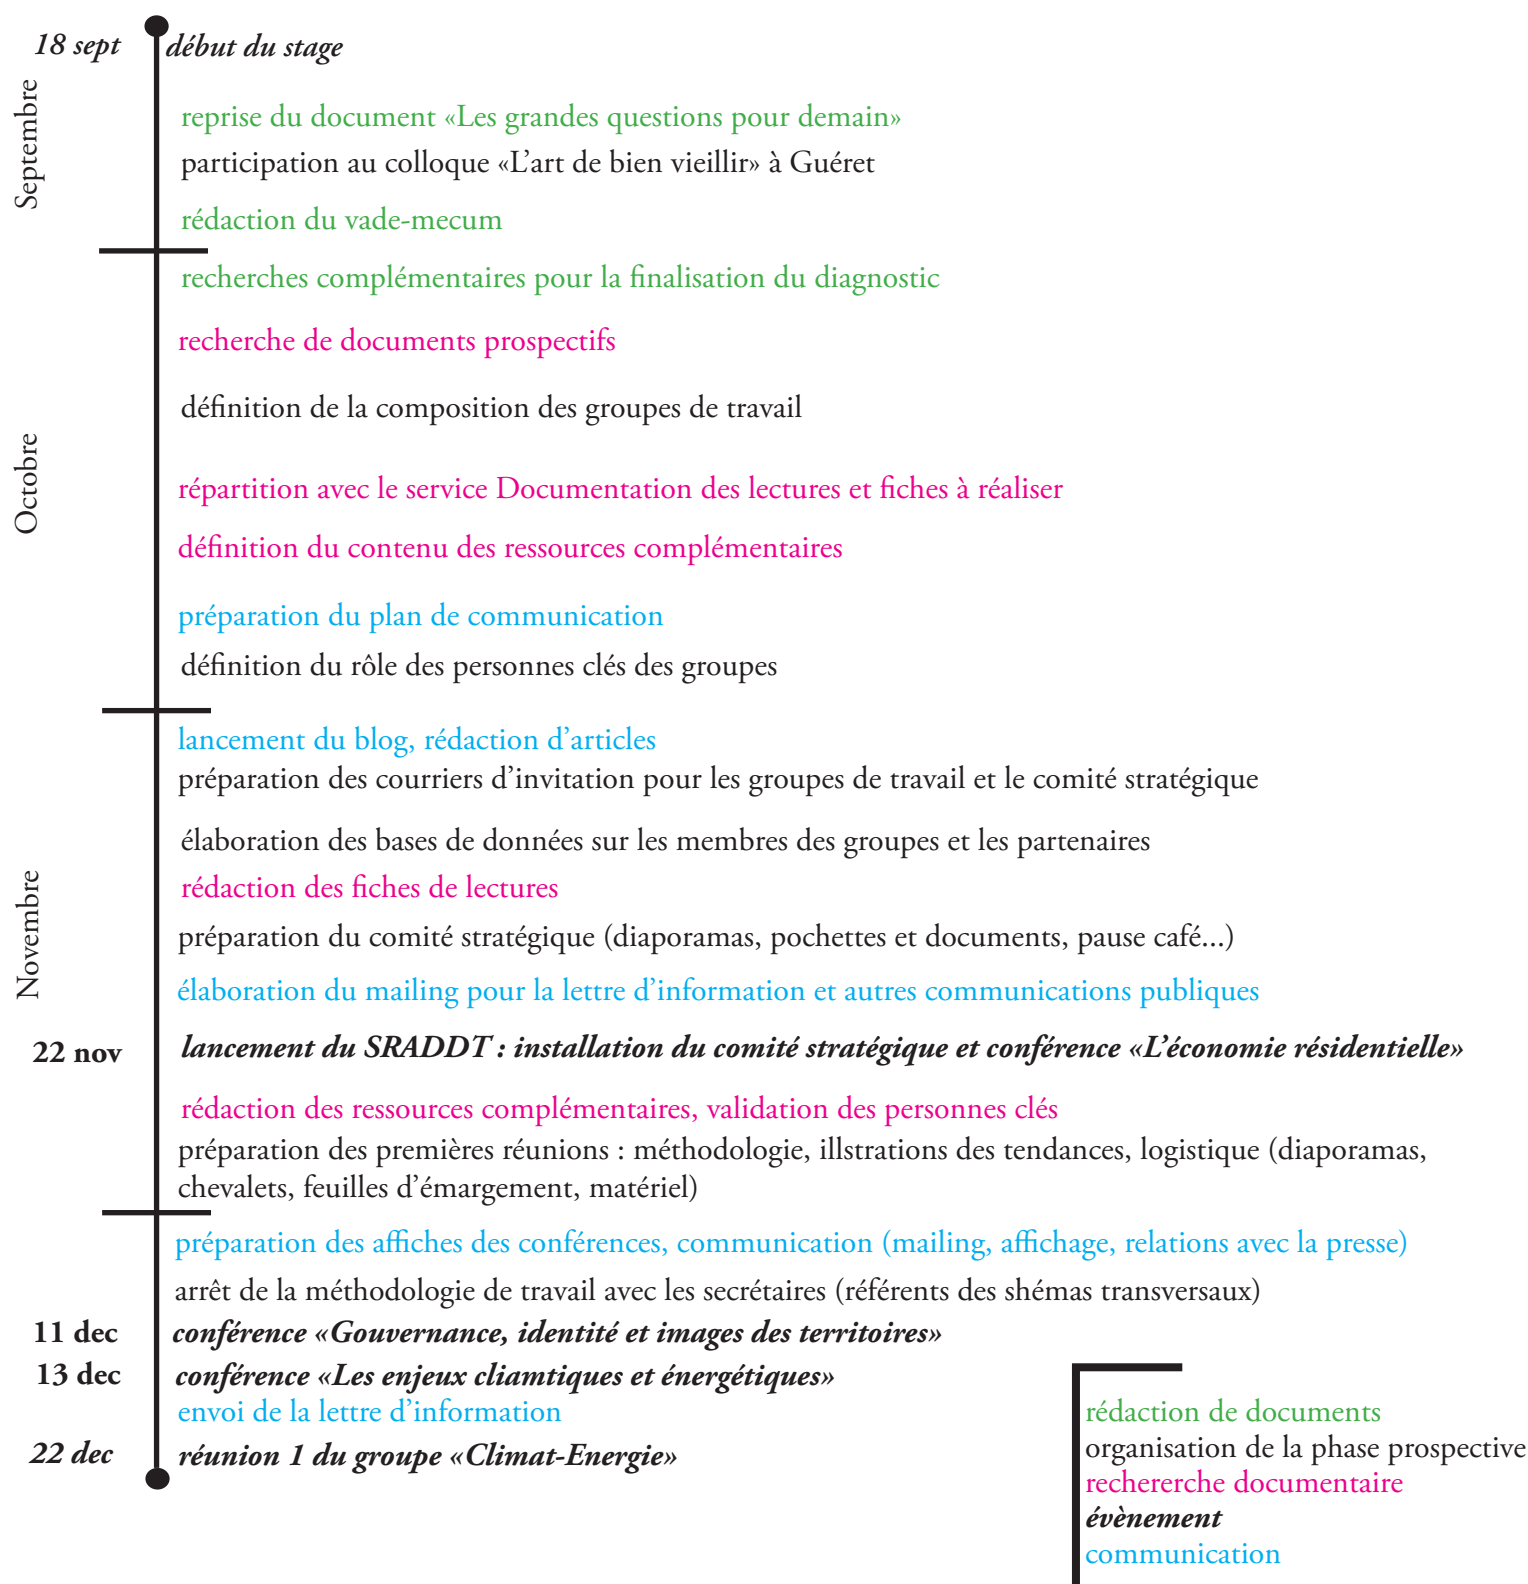 18 sept début du stage
Septembre
reprise du document «Les grandes questions pour demain»
participation au colloque «L’art de bien vieillir» à Guéret
rédaction du vade-mecum
recherches complémentaires pour la finalisation du diagnostic
recherche de documents prospectifs
définition de la composition des groupes de travail
Octobre
répartition avec le service Documentation des lectures et fiches à réaliser
définition du contenu des ressources complémentaires
préparation du plan de communication
définition du rôle des personnes clés des groupes
lancement du blog, rédaction d’articles
préparation des courriers d’invitation pour les groupes de travail et le comité stratégique
élaboration des bases de données sur les membres des groupes et les partenaires
Novembre
rédaction des fiches de lectures
préparation du comité stratégique (diaporamas, pochettes et documents, pause café...)
élaboration du mailing pour la lettre d’information et autres communications publiques
22 nov lancement du SRADDT : installation du comité stratégique et conférence «L’économie résidentielle»
rédaction des ressources complémentaires, validation des personnes clés
préparation des premières réunions : méthodologie, illstrations des tendances, logistique (diaporamas,
chevalets, feuilles d’émargement, matériel)
préparation des affiches des conférences, communication (mailing, affichage, relations avec la presse)
arrêt de la méthodologie de travail avec les secrétaires (référents des shémas transversaux)
11 dec conférence «Gouvernance, identité et images des territoires»
13 dec conférence «Les enjeux cliamtiques et énergétiques»
envoi de la lettre d’information
22 dec réunion 1 du groupe «Climat-Energie»
rédaction de documents
organisation de la phase prospective
rechererche documentaire
évènement
communication